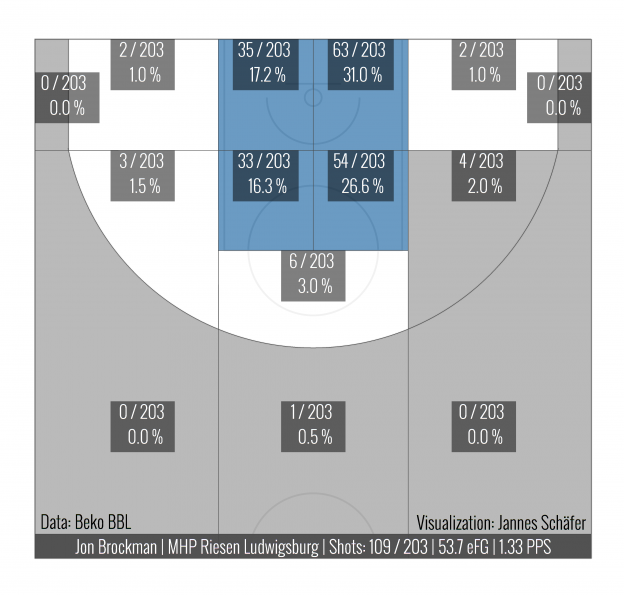 2 / 203
1.0 %
35 / 203
17.2 %
63 / 203
31.0 %
2 / 203
1.0 %
0 / 203
0.0 %
0 / 203
0.0 %
3 / 203
1.5 %
33 / 203
16.3 %
54 / 203
26.6 %
4 / 203
2.0 %
6 / 203
3.0 %
0 / 203
0.0 %
1 / 203
0.5 %
0 / 203
0.0 %
Data: Beko BBL
Visualization: Jannes Schäfer
Jon Brockman | MHP Riesen Ludwigsburg | Shots: 109 / 203 | 53.7 eFG | 1.33 PPS